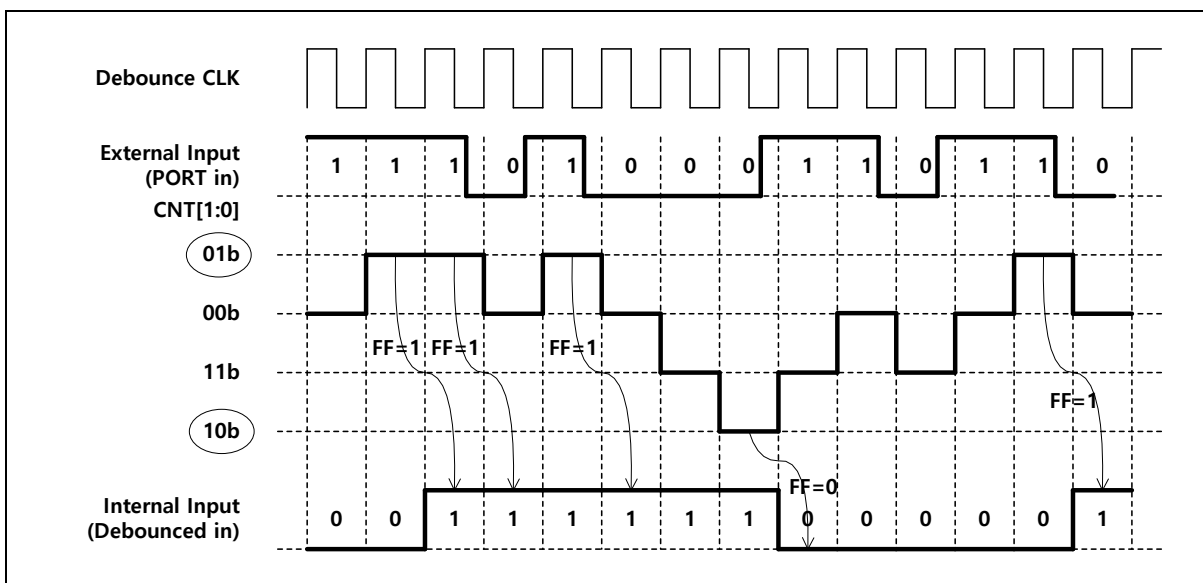 Debounce CLK
External Input
(PORT in)
1 1 1 0 1 0 0 0 1 1 0 1 1 0
CNT[1:0]
01b
00b
FF=1 FF=1 FF=1
11b
FF=1
10b
FF=0
Internal Input
(Debounced in)
0 0 1 1 1 1 1 1 0 0 0 0 0 1